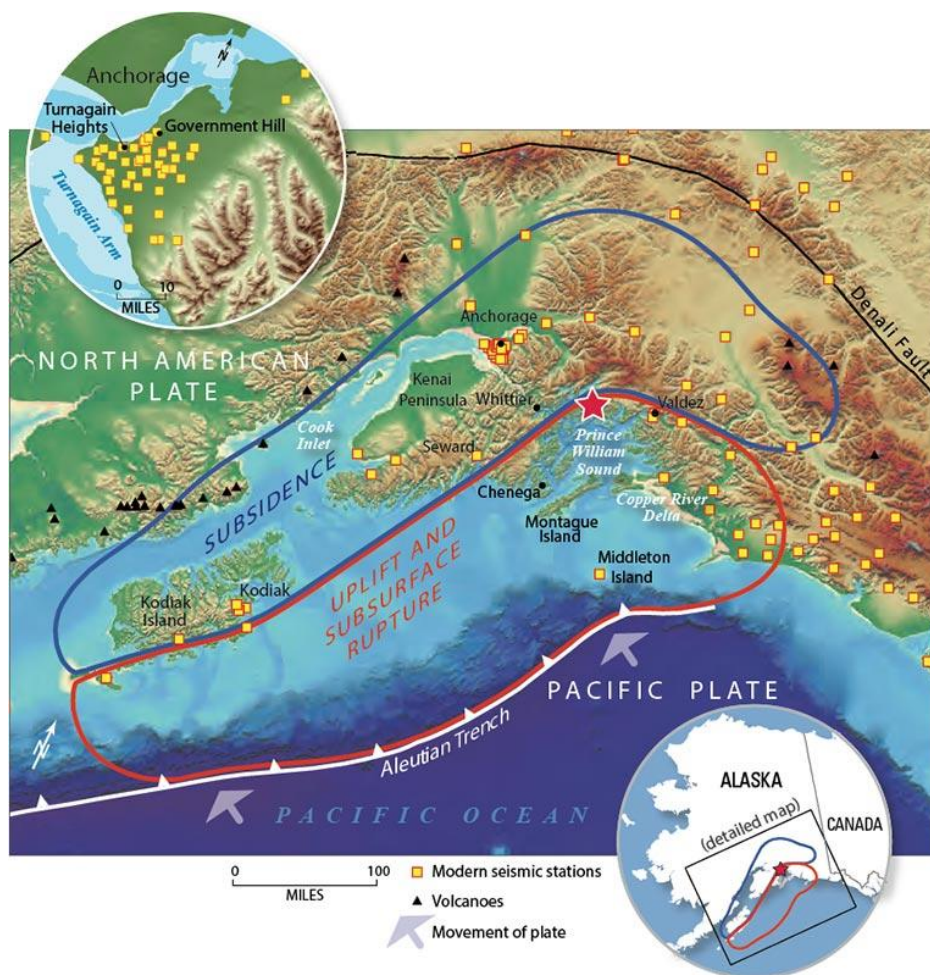 N
Anchorage
Turnagain
Heights
Government Hill
Turnagain Arm
0 10
MILES
Denali Fault
NORTH AMERICAN
PLATE
Anchorage
Kenai
Peninsula
Whittier
Valdez
Cook
Inlet
Seward
Prince
William
Sound
SUBSIDENCE
Chenega
Copper River
Delta
Montague
Island
UPLIFT AND
SUBSURFACE
RUPTURE
Middleton
Island
Kodiak
Kodiak
Island
PACIFIC PLATE
N
Aleutian Trench
PACIFIC OCEAN
ALASKA
CANADA
(detailed map)
0 100
MILES
Modern seismic stations
Volcanoes
Movement of plate